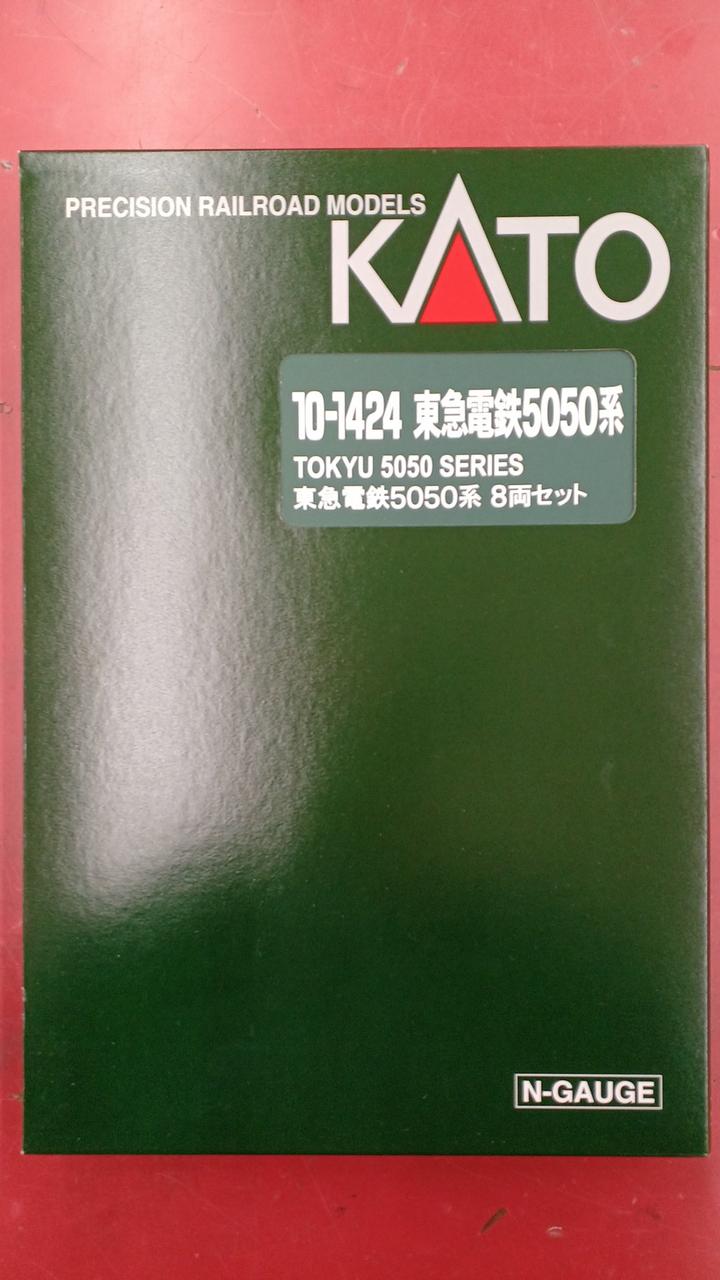 PRECISION RAILROAD MODELS
KATO
10-1424 東急電鉄5050系
TOKYU 5050 SERIES
東急電鉄5050系 8両セット
N-GAUGE